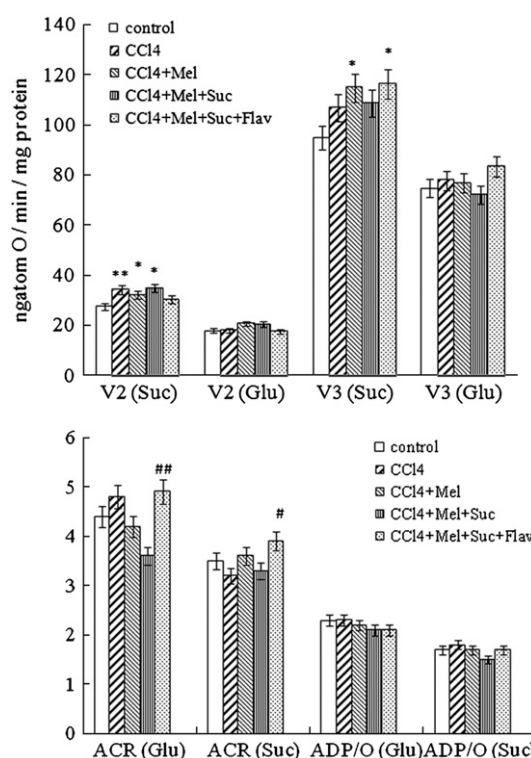 140
120
100
80
60
40
20
0
ngatom O / min / mg protein
control
CCl4
CCl4+Mel
CCl4+Mel+Suc
CCl4+Mel+Suc+Flav
** * *
* *
V2 (Suc) V2 (Glu) V3 (Suc) V3 (Glu)
6
5
4
3
2
1
0
control
CCl4
CCl4+Mel
CCl4+Mel+Suc
CCl4+Mel+Suc+Flav
##
#
ACR (Glu) ACR (Suc) ADP/O (Glu) ADP/O (Suc)